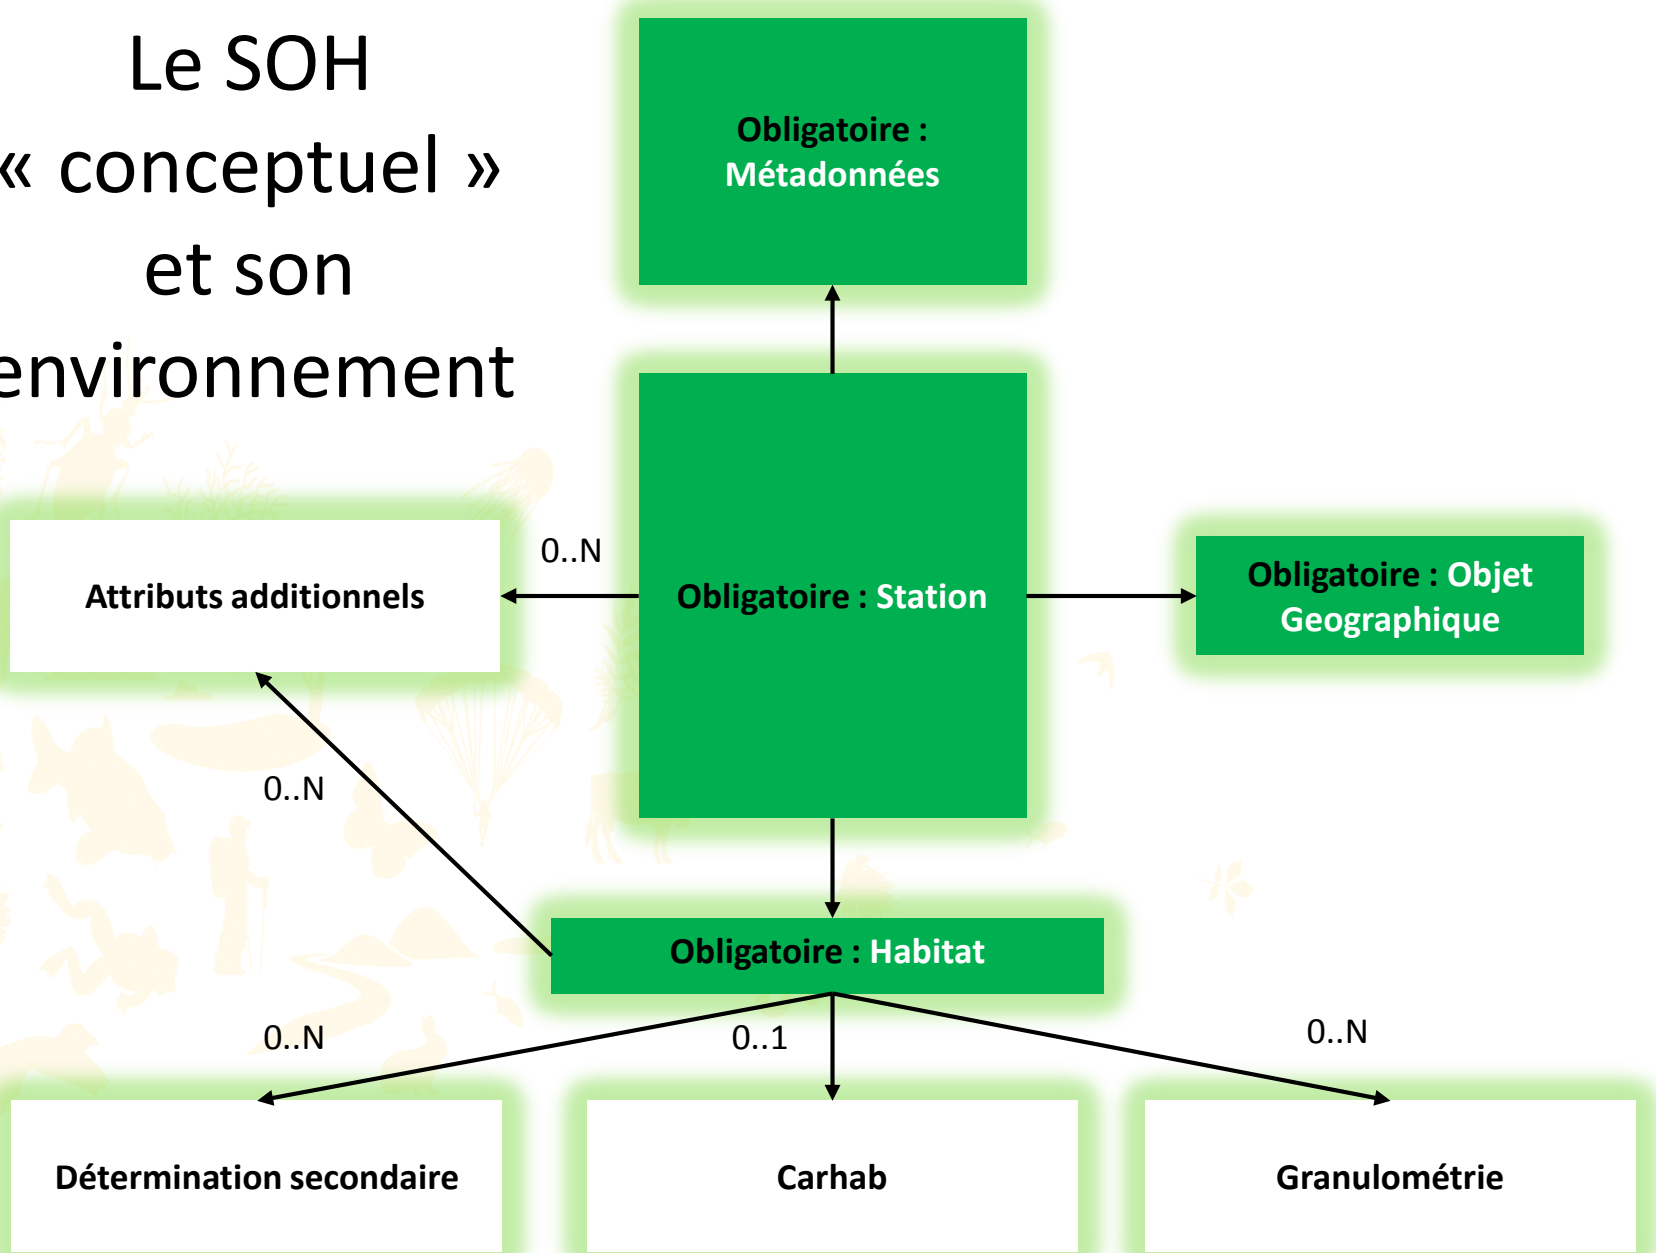 Le SOH
« conceptuel »
et son
environnement
Obligatoire :
Métadonnées
Attributs additionnels
0..N
Obligatoire : Station
Obligatoire : Objet
Geographique
0..N
Obligatoire : Habitat
0..N
0..1
0..N
Détermination secondaire
Carhab
Granulométrie